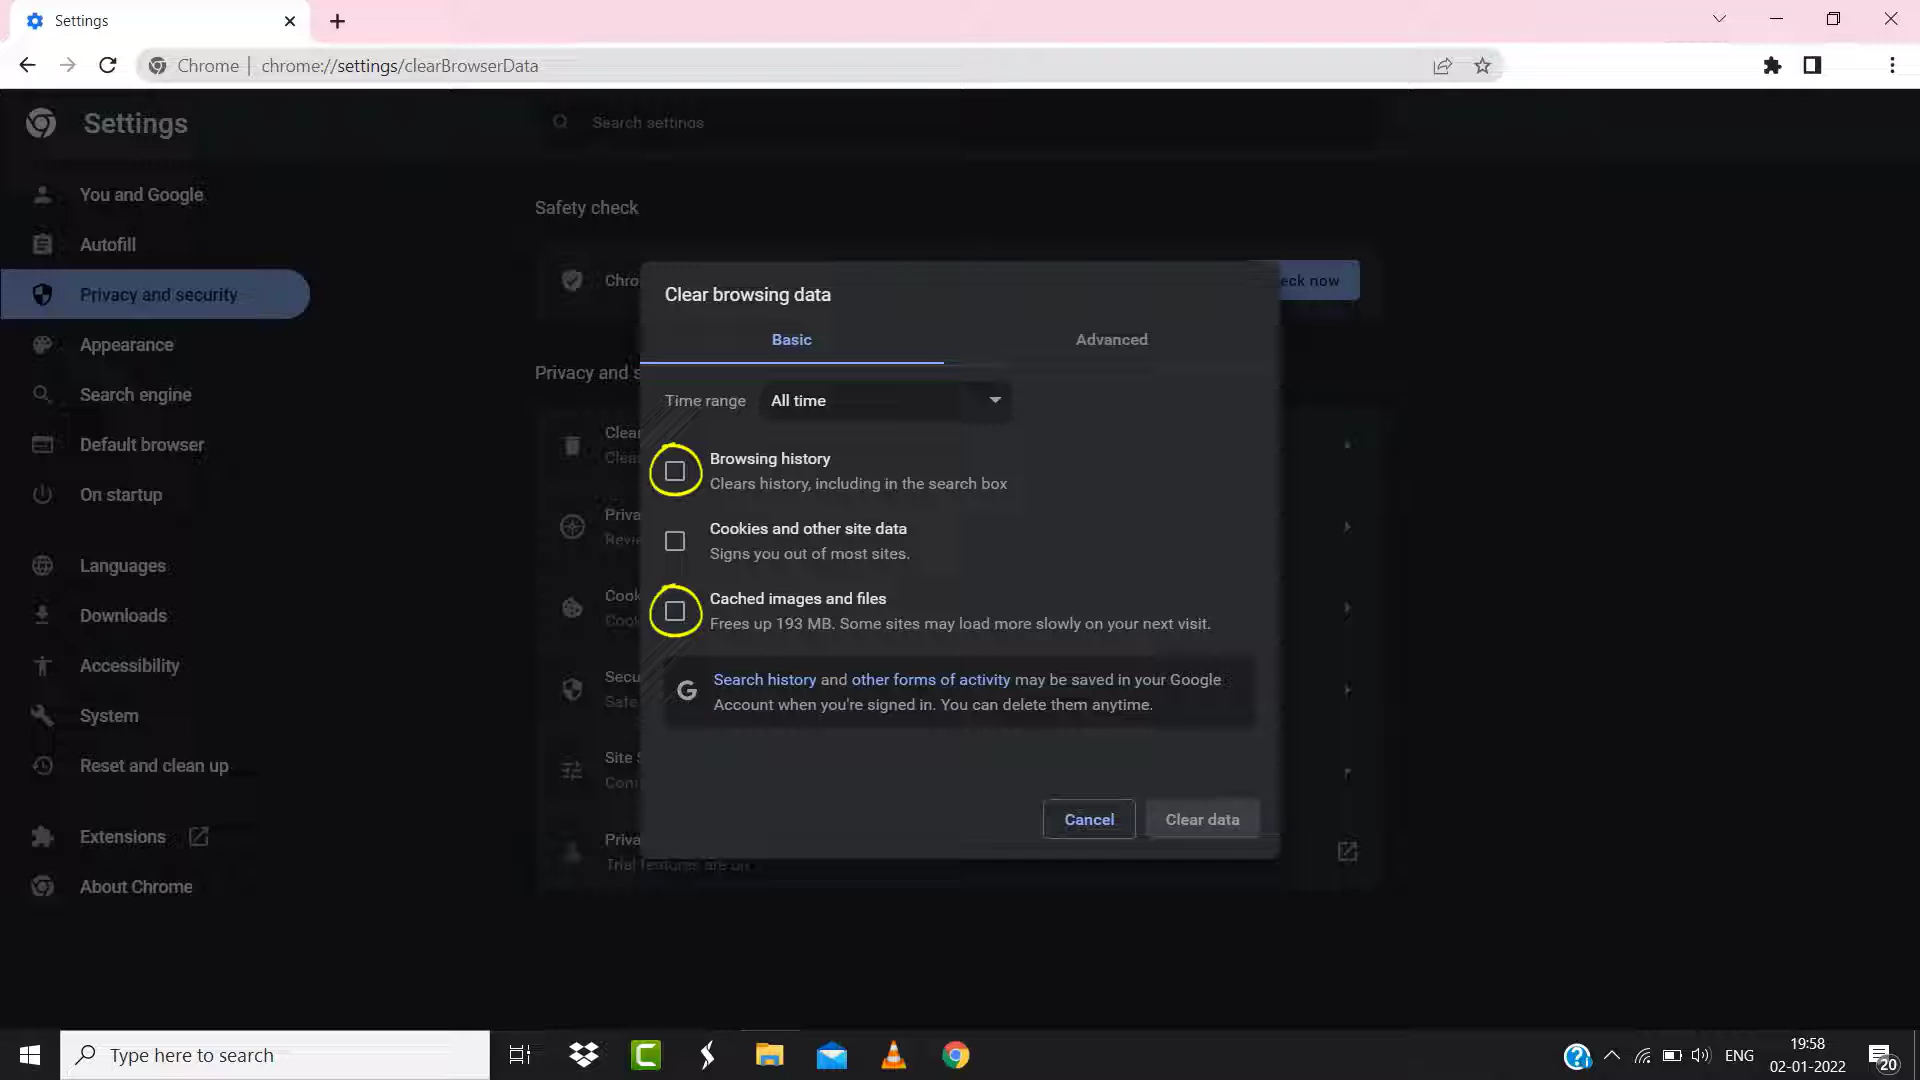 Settings
Chrome | chrome://settings/clearBrowserData
Settings
Search settings
You and Google
Autofill
Privacy and security
Appearance
Search engine
Default browser
On startup
Languages
Downloads
Accessibility
System
Reset and clean up
Extensions
About Chrome
Safety check
Chro
eck now
Privacy and s
Clear
Clear
Priva
Revie
Cook
Cook
Secu
Safe
Site S
Priva
Trial features are on
Clear browsing data
Basic
Advanced
Time range
All time
Browsing history
Clears history, including in the search box
Cookies and other site data
Signs you out of most sites.
Cached images and files
Frees up 193 MB. Some sites may load more slowly on your next visit.
Search history and other forms of activity may be saved in your Google
Account when you're signed in. You can delete them anytime.
Cancel
Clear data
Type here to search
ENG
19:58
02-01-2022
20